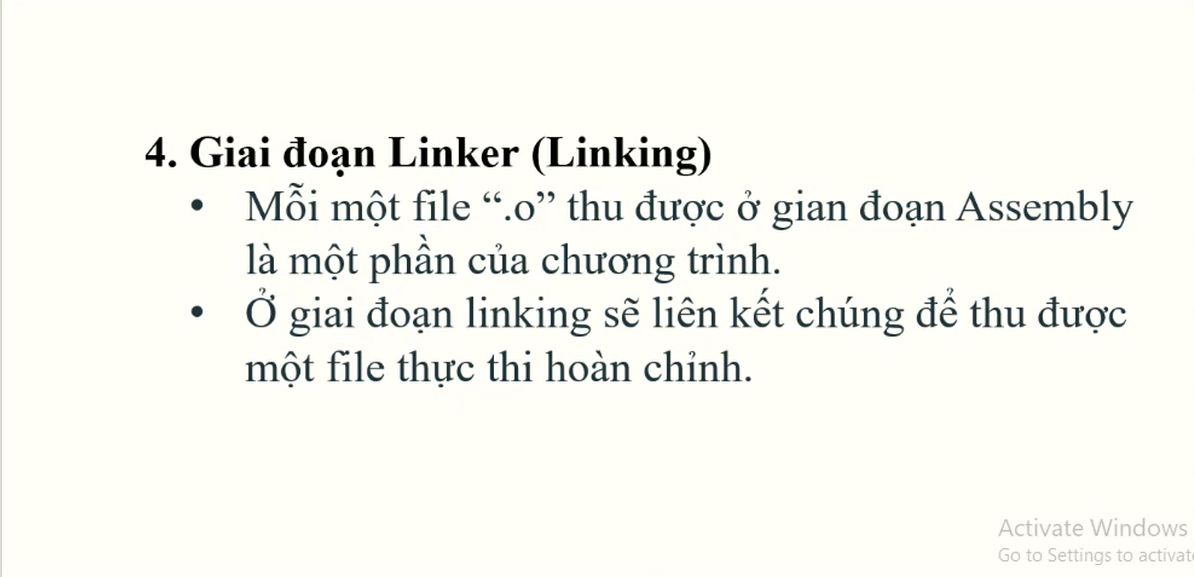 4. Giai đoạn Linker (Linking)
• Mỗi một file “.o” thu được ở gian đoạn Assembly
là một phần của chương trình.
• Ở giai đoạn linking sẽ liên kết chúng để thu được
một file thực thi hoàn chỉnh.
Activate Windows
Go to Settings to activat